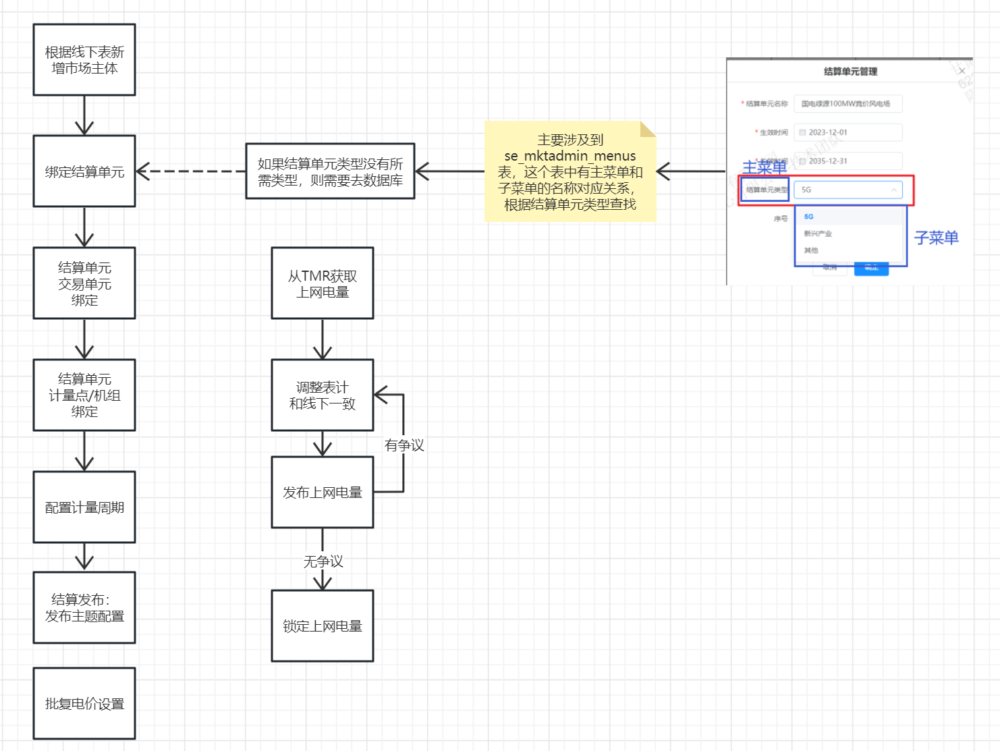 根据线下表新
增市场主体
绑定结算单元
结算单元
交易单元
绑定
结算单元
计量点/机组
绑定
配置计量周期
结算发布：
发布主题配置
批复电价设置
如果结算单元类型没有所
需类型，则需要去数据库
主要涉及到
se_mktadmin_menus
表，这个表中有主菜单和
子菜单的名称对应关系，
根据结算单元类型查找
从TMR获取
上网电量
调整表计
和线下一致
有争议
发布上网电量
无争议
锁定上网电量
结算单元管理
* 结算单元名称 国电绿源100MW竞价风电场
* 生效时间 2023-12-01
2035-12-31
主菜单
结算单元类型 5G
序号
5G
新兴产业
其他
子菜单
取消 确定